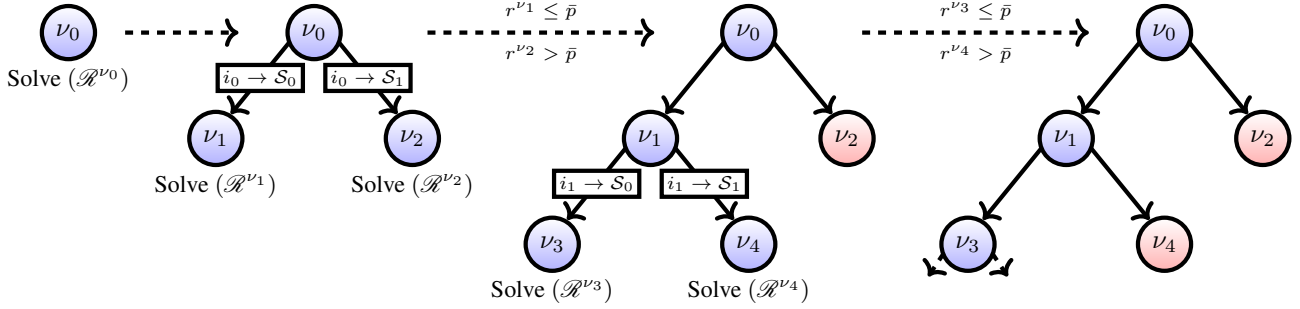 ν₀
Solve (ℛ^ν₀)
ν₀
i₀ → 𝒮₀
i₀ → 𝒮₁
ν₁
ν₂
Solve (ℛ^ν₁)
Solve (ℛ^ν₂)
r^ν₁ ≤ p̄
r^ν₂ > p̄
ν₀
ν₁
ν₂
i₁ → 𝒮₀
i₁ → 𝒮₁
ν₃
ν₄
Solve (ℛ^ν₃)
Solve (ℛ^ν₄)
r^ν₃ ≤ p̄
r^ν₄ > p̄
ν₀
ν₁
ν₂
ν₃
ν₄